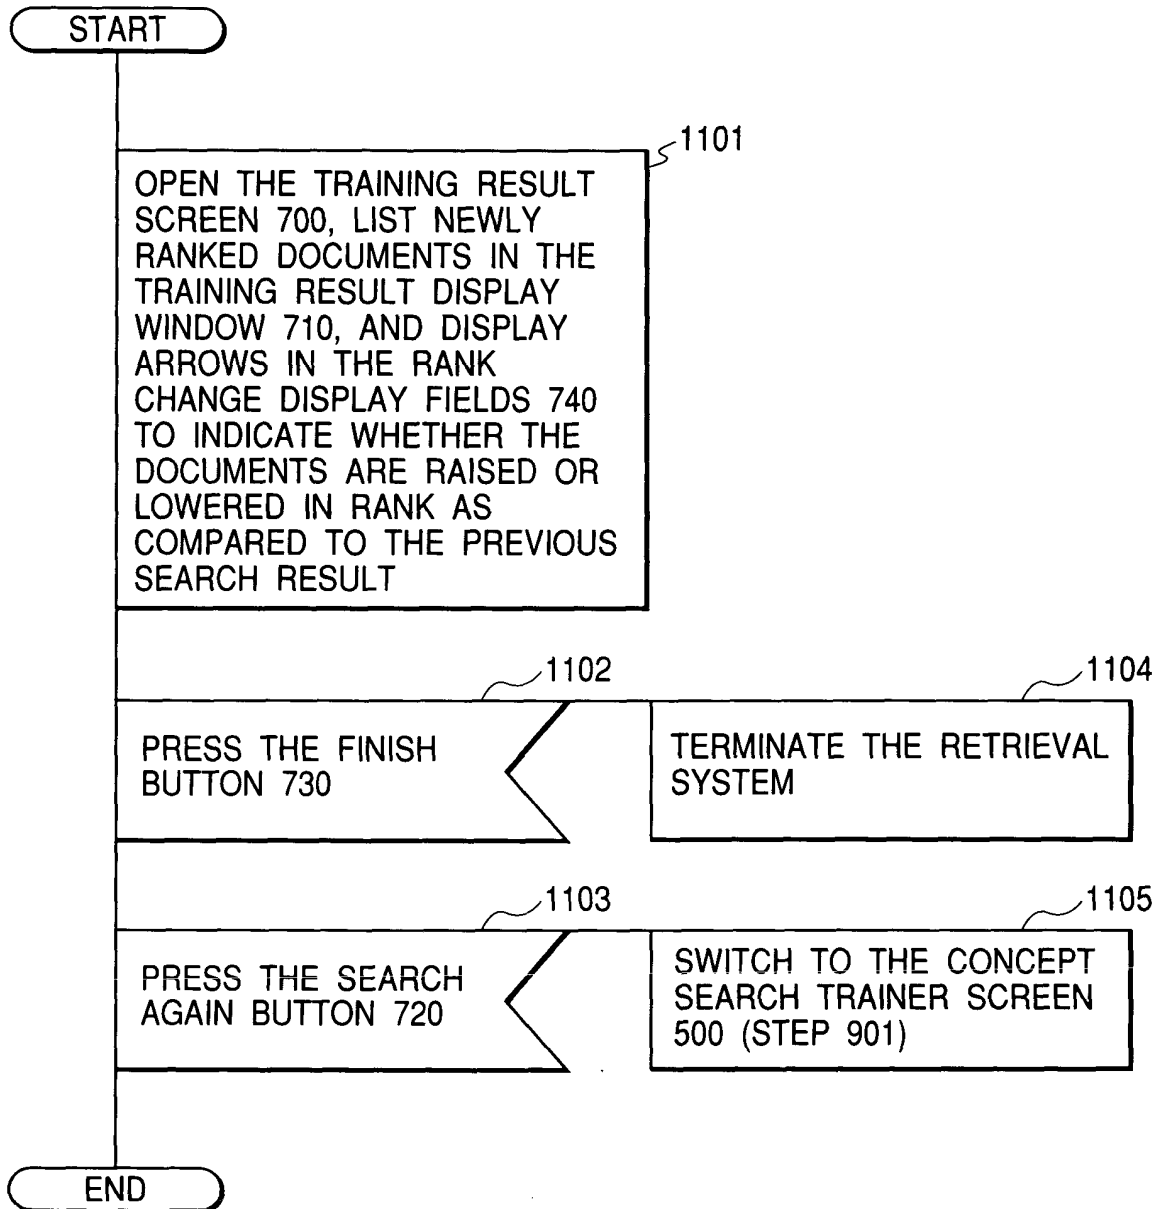 START
1101
OPEN THE TRAINING RESULT
SCREEN 700, LIST NEWLY
RANKED DOCUMENTS IN THE
TRAINING RESULT DISPLAY
WINDOW 710, AND DISPLAY
ARROWS IN THE RANK
CHANGE DISPLAY FIELDS 740
TO INDICATE WHETHER THE
DOCUMENTS ARE RAISED OR
LOWERED IN RANK AS
COMPARED TO THE PREVIOUS
SEARCH RESULT
1102
PRESS THE FINISH
BUTTON 730
1104
TERMINATE THE RETRIEVAL
SYSTEM
1103
PRESS THE SEARCH
AGAIN BUTTON 720
1105
SWITCH TO THE CONCEPT
SEARCH TRAINER SCREEN
500 (STEP 901)
END